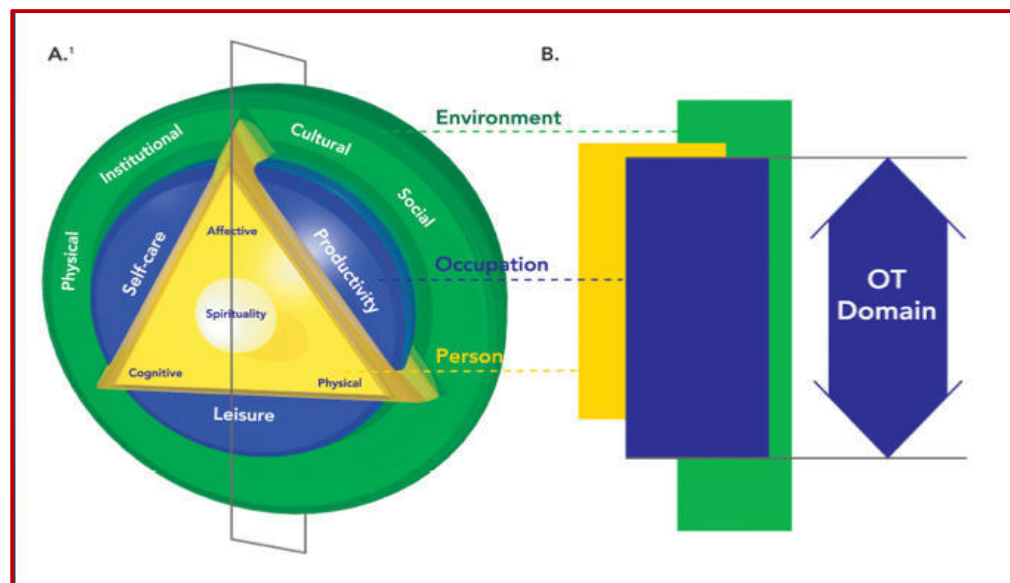 A.¹
B.
Environment
Institutional
Cultural
Physical
Social
Self-care
Affective
Productivity
Occupation
OT
Domain
Spirituality
Person
Cognitive
Physical
Leisure